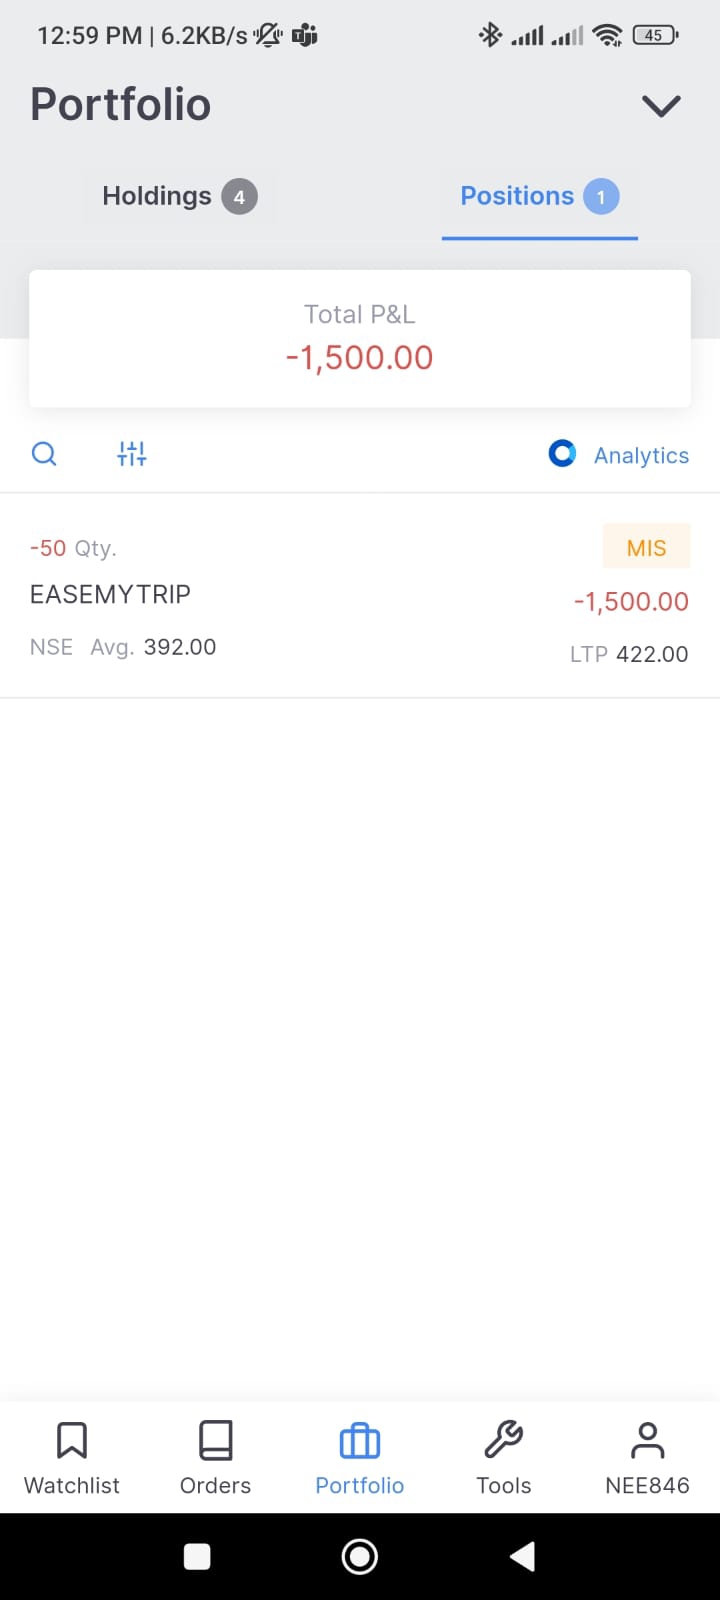 12:59 PM | 6.2KB/s 45
Portfolio
Holdings 4 Positions 1
Total P&L
-1,500.00
Analytics
-50 Qty. MIS
EASEMYTRIP -1,500.00
NSE Avg. 392.00 LTP 422.00
Watchlist Orders Portfolio Tools NEE846